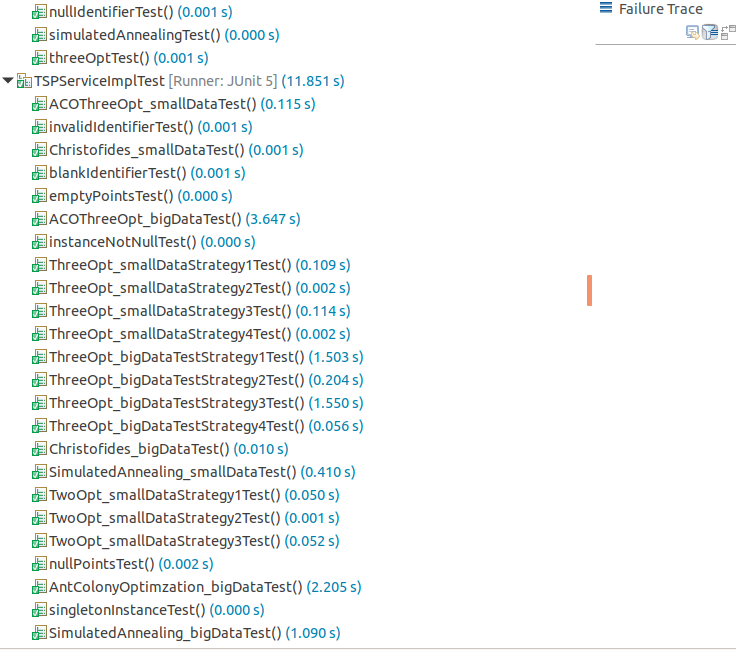 nullIdentifierTest() (0.001 s)
Failure Trace
simulatedAnnealingTest() (0.000 s)
threeOptTest() (0.001 s)
TSPServiceImplTest [Runner: JUnit 5] (11.851 s)
ACOThreeOpt_smallDataTest() (0.115 s)
invalidIdentifierTest() (0.001 s)
Christofides_smallDataTest() (0.001 s)
blankIdentifierTest() (0.001 s)
emptyPointsTest() (0.000 s)
ACOThreeOpt_bigDataTest() (3.647 s)
instanceNotNullTest() (0.000 s)
ThreeOpt_smallDataStrategy1Test() (0.109 s)
ThreeOpt_smallDataStrategy2Test() (0.002 s)
ThreeOpt_smallDataStrategy3Test() (0.114 s)
ThreeOpt_smallDataStrategy4Test() (0.002 s)
ThreeOpt_bigDataTestStrategy1Test() (1.503 s)
ThreeOpt_bigDataTestStrategy2Test() (0.204 s)
ThreeOpt_bigDataTestStrategy3Test() (1.550 s)
ThreeOpt_bigDataTestStrategy4Test() (0.056 s)
Christofides_bigDataTest() (0.010 s)
SimulatedAnnealing_smallDataTest() (0.410 s)
TwoOpt_smallDataStrategy1Test() (0.050 s)
TwoOpt_smallDataStrategy2Test() (0.001 s)
TwoOpt_smallDataStrategy3Test() (0.052 s)
nullPointsTest() (0.002 s)
AntColonyOptimzation_bigDataTest() (2.205 s)
singletonInstanceTest() (0.000 s)
SimulatedAnnealing_bigDataTest() (1.090 s)